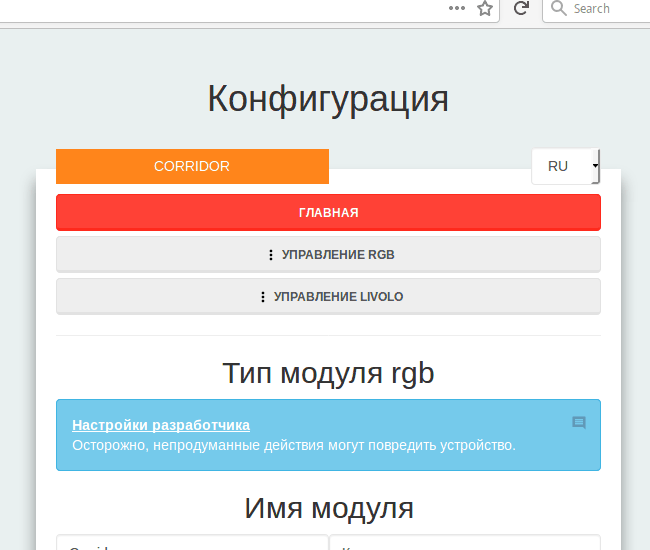 Search
Конфигурация
CORRIDOR
RU
ГЛАВНАЯ
УПРАВЛЕНИЕ RGB
УПРАВЛЕНИЕ LIVOLO
Тип модуля rgb
Настройки разработчика
Осторожно, непродуманные действия могут повредить устройство.
Имя модуля